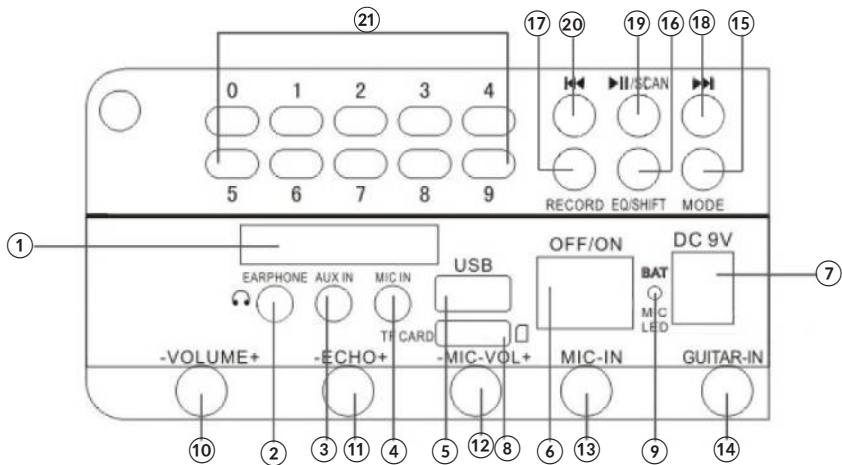 21 17 20 19 16 18 15
0 1 2 3 4 /SCAN
5 6 7 8 9
RECORD EQ/SHIFT MODE
1
OFF/ON DC 9V
USB
BAT
7
EARPHONE AUX IN MIC IN
MIC
LED
TF CARD
-VOLUME+ -ECHO+ -MIC-VOL+ MIC-IN GUITAR-IN
10 2 3 11 4 5 12 8 6 13 9 14